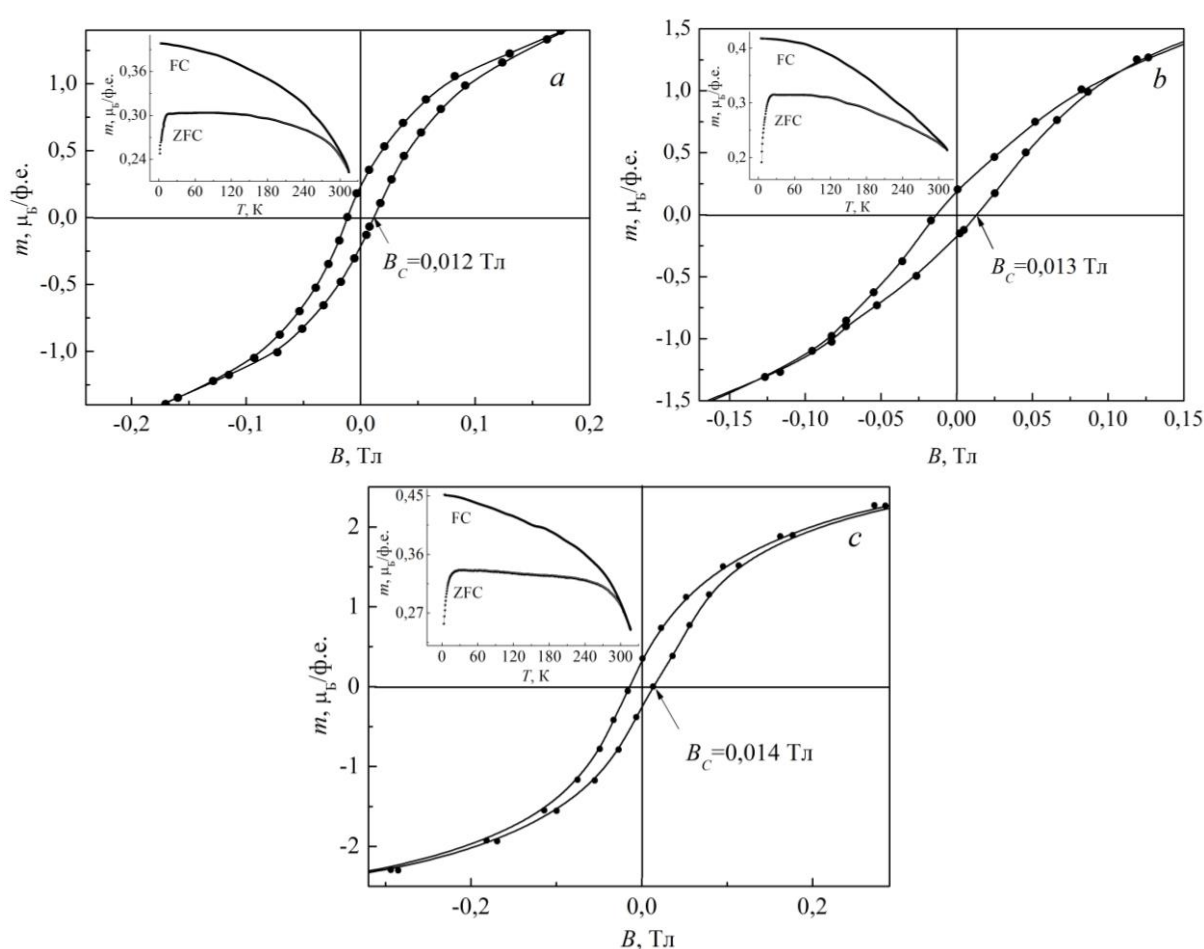 a
FC
ZFC
0,36
0,30
0,24
m, μ_Б/ф.е.
0 60 120 180 240 300
T, К
1,0
0,5
0,0
-0,5
-1,0
m, μ_Б/ф.е.
B_C=0,012 Тл
-0,2 -0,1 0,0 0,1 0,2
B, Тл
b
FC
ZFC
0,4
0,3
0,2
m, μ_Б/ф.е.
0 60 120 180 240 300
T, К
1,5
1,0
0,5
0,0
-0,5
-1,0
-1,5
m, μ_Б/ф.е.
B_C=0,013 Тл
-0,15 -0,10 -0,05 0,00 0,05 0,10 0,15
B, Тл
c
FC
ZFC
0,45
0,36
0,27
m, μ_Б/ф.е.
0 60 120 180 240 300
T, К
2
1
0
-1
-2
m, μ_Б/ф.е.
B_C=0,014 Тл
-0,2 0,0 0,2
B, Тл